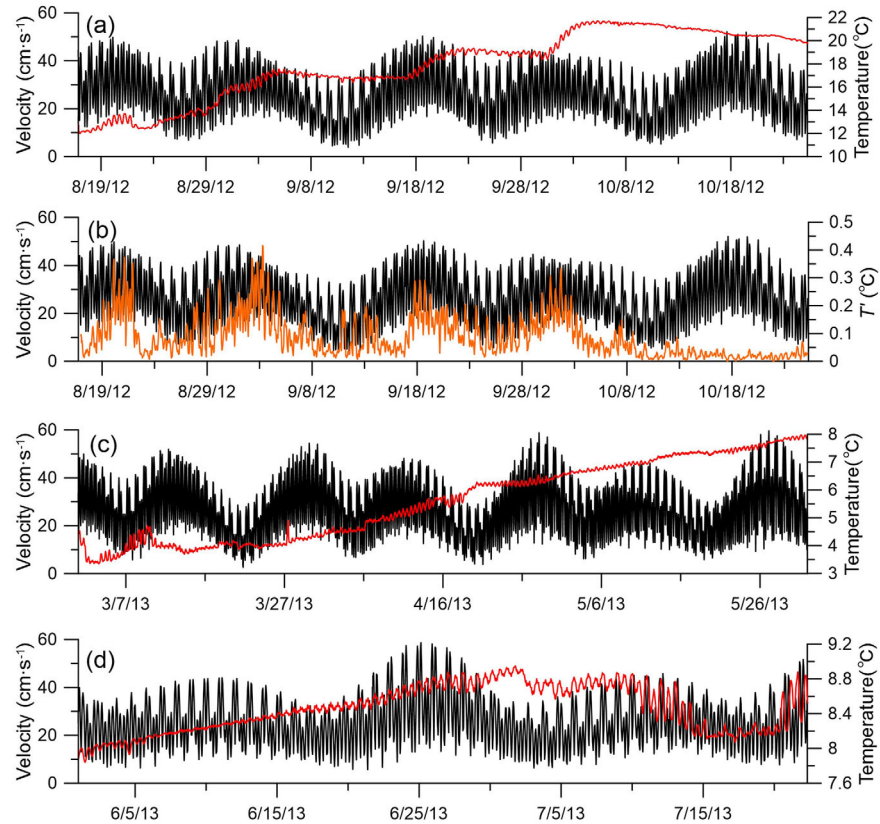 (a)
Velocity (cm·s⁻¹)
60
40
20
0
Temperature(℃)
22
20
18
16
14
12
10
8/19/12 8/29/12 9/8/12 9/18/12 9/28/12 10/8/12 10/18/12
(b)
Velocity (cm·s⁻¹)
60
40
20
0
T' (℃)
0.5
0.4
0.3
0.2
0.1
0
8/19/12 8/29/12 9/8/12 9/18/12 9/28/12 10/8/12 10/18/12
(c)
Velocity (cm·s⁻¹)
60
40
20
0
Temperature(℃)
8
7
6
5
4
3
3/7/13 3/27/13 4/16/13 5/6/13 5/26/13
(d)
Velocity (cm·s⁻¹)
60
40
20
0
Temperature(℃)
9.2
8.8
8.4
8
7.6
6/5/13 6/15/13 6/25/13 7/5/13 7/15/13